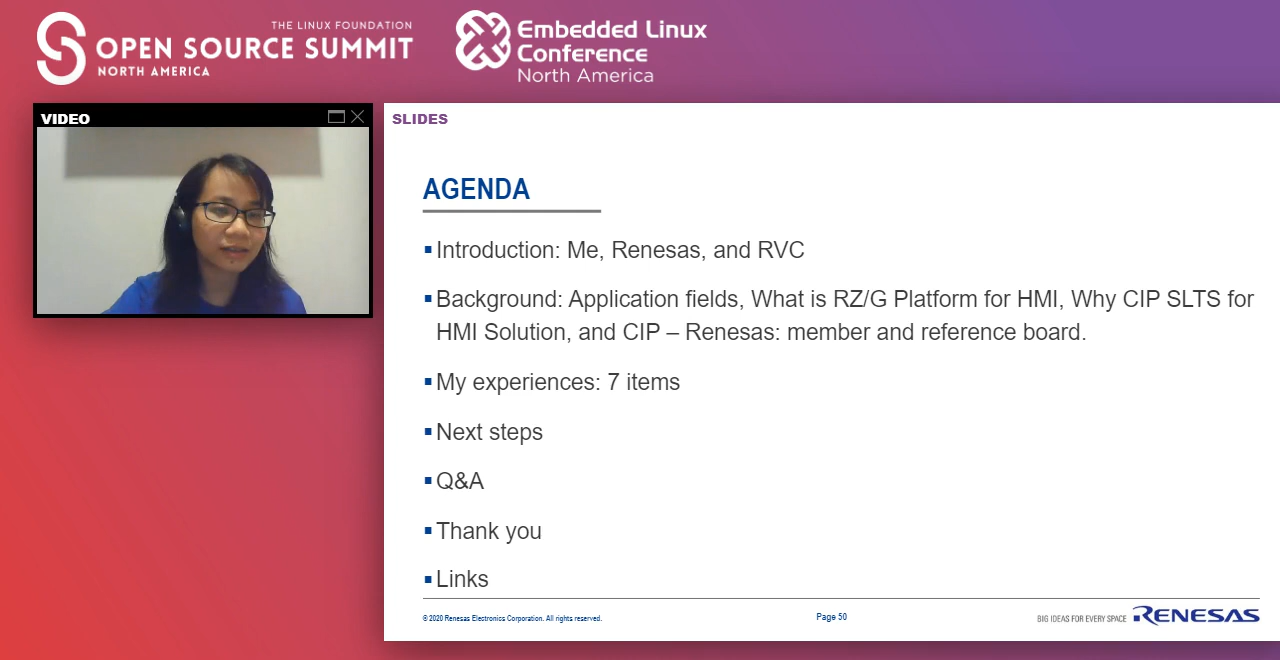 THE LINUX FOUNDATION
OPEN SOURCE SUMMIT
NORTH AMERICA
Embedded Linux
Conference
North America
VIDEO
SLIDES
AGENDA
▪Introduction: Me, Renesas, and RVC
▪Background: Application fields, What is RZ/G Platform for HMI, Why CIP SLTS for
HMI Solution, and CIP – Renesas: member and reference board.
▪My experiences: 7 items
▪Next steps
▪Q&A
▪Thank you
▪Links
© 2020 Renesas Electronics Corporation. All rights reserved.
Page 50
BIG IDEAS FOR EVERY SPACE RENESAS